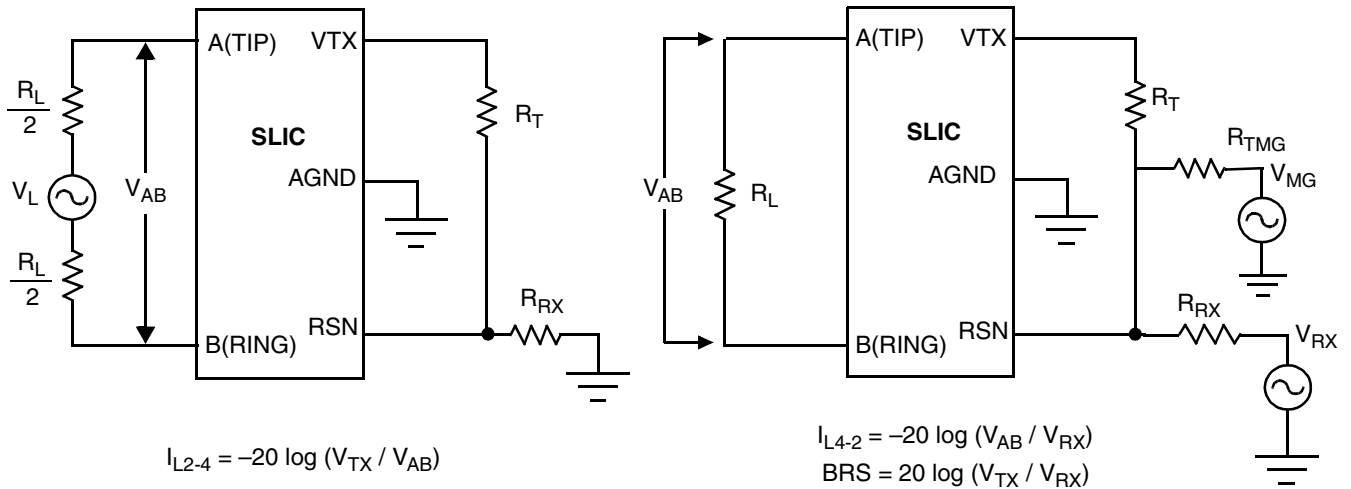 A(TIP)
VTX
R_L
2
R_T
SLIC
V_L
V_AB
AGND
R_L
2
R_RX
RSN
B(RING)
I_L2-4 = –20 log (V_TX / V_AB)
A(TIP)
VTX
R_T
SLIC
R_TMG
V_MG
AGND
V_AB
R_L
R_RX
RSN
V_RX
B(RING)
I_L4-2 = –20 log (V_AB / V_RX)
BRS = 20 log (V_TX / V_RX)